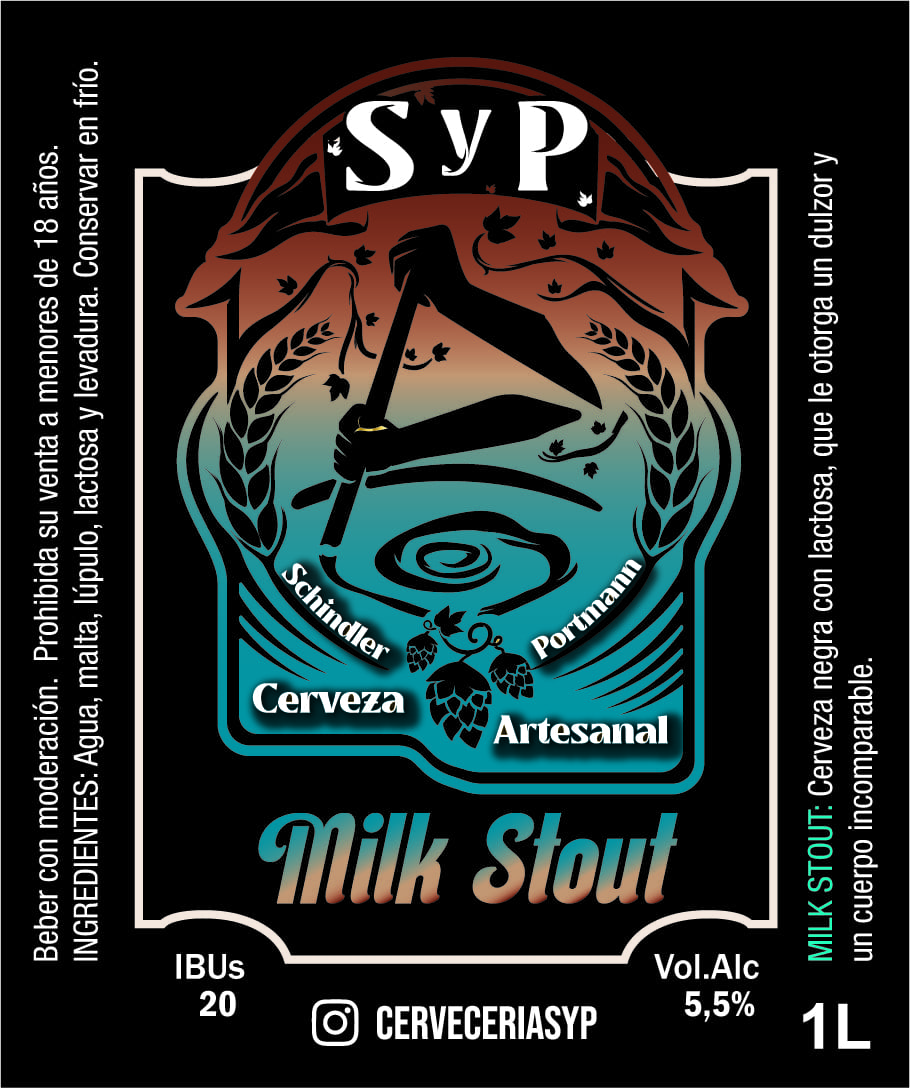 Beber con moderación.  Prohibida su venta a menores de 18 años.
INGREDIENTES: Agua, malta, lúpulo, lactosa y levadura. Conservar en frío.
SyP
Schindler
Portmann
Cerveza
Artesanal
Milk Stout
IBUs
20
Vol.Alc
5,5%
CERVECERIASYP
1L
MILK STOUT: Cerveza negra con lactosa, que le otorga un dulzor y
un cuerpo incomparable.